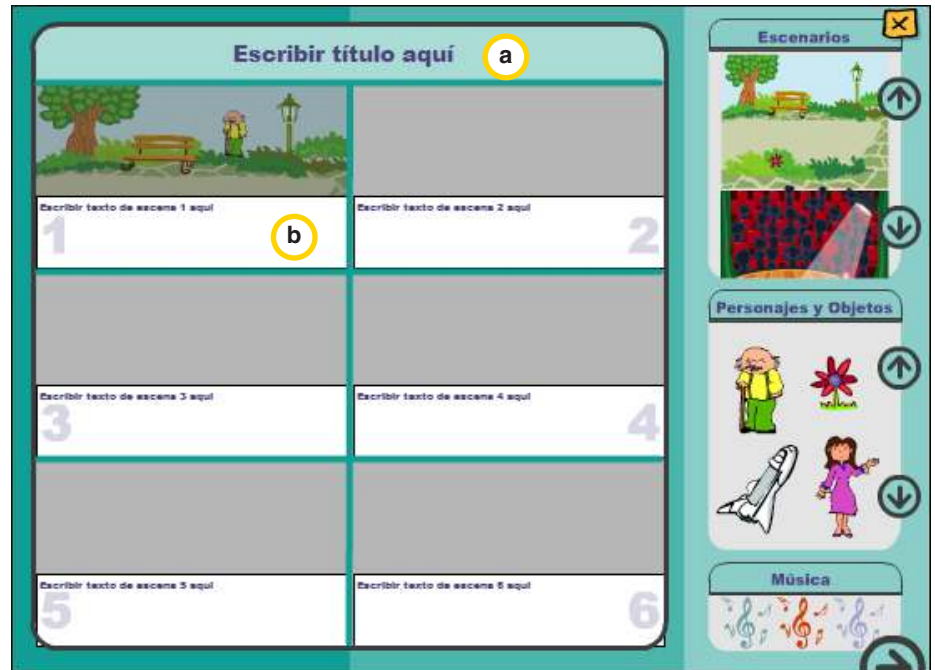 Escribir título aquí
a
Escribir texto de escena 1 aquí
1
b
Escribir texto de escena 2 aquí
2
Escribir texto de escena 3 aquí
3
Escribir texto de escena 4 aquí
4
Escribir texto de escena 5 aquí
5
Escribir texto de escena 6 aquí
6
Escenarios
Personajes y Objetos
Música